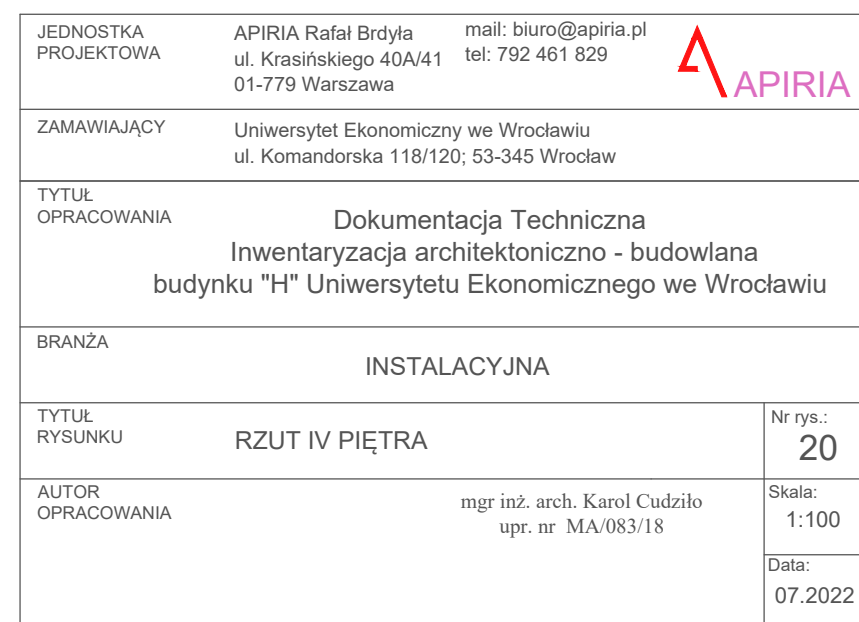 JEDNOSTKA
PROJEKTOWA
APIRIA Rafał Brdyła
ul. Krasińskiego 40A/41
01-779 Warszawa
mail: biuro@apiria.pl
tel: 792 461 829
APIRIA
ZAMAWIAJĄCY
Uniwersytet Ekonomiczny we Wrocławiu
ul. Komandorska 118/120; 53-345 Wrocław
TYTUŁ
OPRACOWANIA
Dokumentacja Techniczna
Inwentaryzacja architektoniczno - budowlana
budynku "H" Uniwersytetu Ekonomicznego we Wrocławiu
BRANŻA
INSTALACYJNA
TYTUŁ
RYSUNKU
RZUT IV PIĘTRA
Nr rys.:
20
AUTOR
OPRACOWANIA
mgr inż. arch. Karol Cudziło
upr. nr MA/083/18
Skala:
1:100
Data:
07.2022